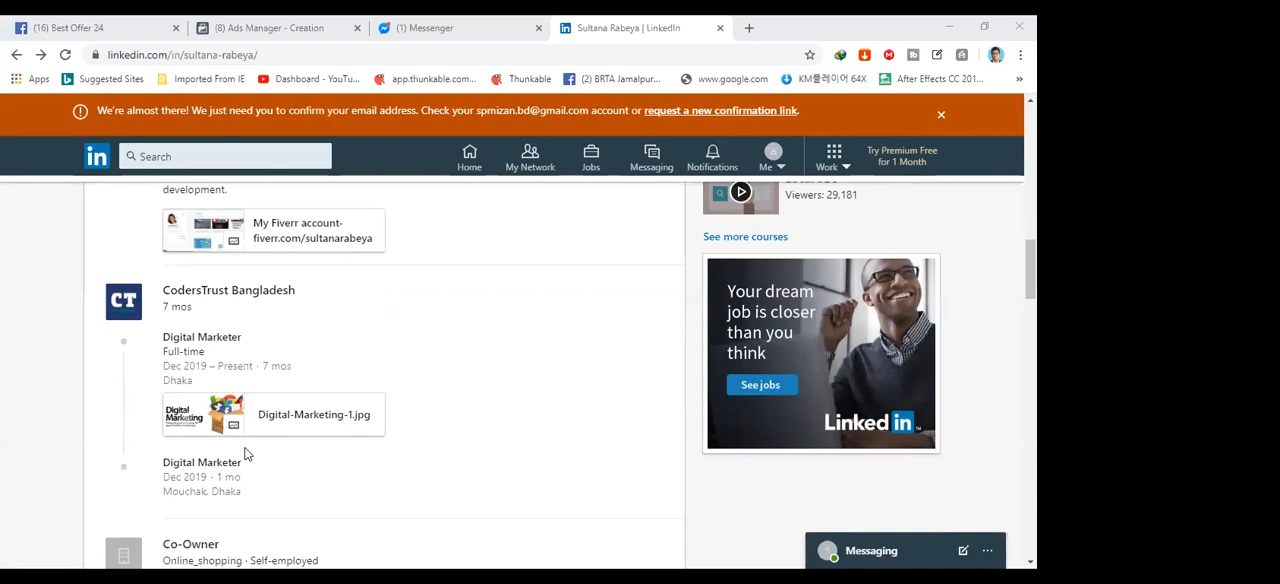 (16) Best Offer 24
(8) Ads Manager - Creation
(1) Messenger
Sultana Rabeya | LinkedIn
linkedin.com/in/sultana-rabeya/
Apps
Suggested Sites
Imported From IE
Dashboard - YouTu...
app.thunkable.com...
Thunkable
(2) BRTA Jamalpur...
www.google.com
KM플레이어 64X
After Effects CC 201...
»
We're almost there! We just need you to confirm your email address. Check your spmizan.bd@gmail.com account or request a new confirmation link.
in
Search
Home
My Network
Jobs
Messaging
Notifications
Me
Work
Try Premium Free
for 1 Month
development.
My Fiverr account-
fiverr.com/sultanarabeya
CT
CodersTrust Bangladesh
7 mos
Digital Marketer
Full-time
Dec 2019 – Present · 7 mos
Dhaka
Digital
Marketing
Digital-Marketing-1.jpg
Digital Marketer
Dec 2019 · 1 mo
Mouchak, Dhaka
Co-Owner
Online_shopping · Self-employed
Viewers: 29,181
See more courses
Your dream
job is closer
than you
think
See jobs
Linkedin
Messaging